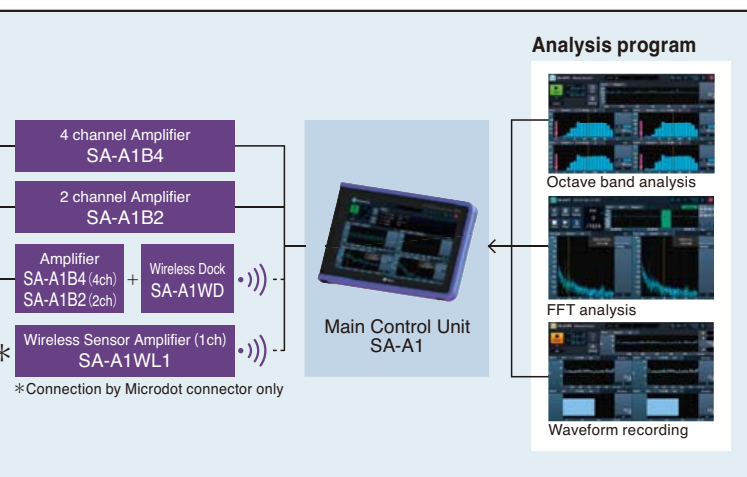 Analysis program
4 channel Amplifier
SA-A1B4
2 channel Amplifier
SA-A1B2
Amplifier
SA-A1B4 (4ch)
SA-A1B2 (2ch)
+
Wireless Dock
SA-A1WD
*
Wireless Sensor Amplifier (1ch)
SA-A1WL1
*Connection by Microdot connector only
Main Control Unit
SA-A1
Octave band analysis
FFT analysis
Waveform recording